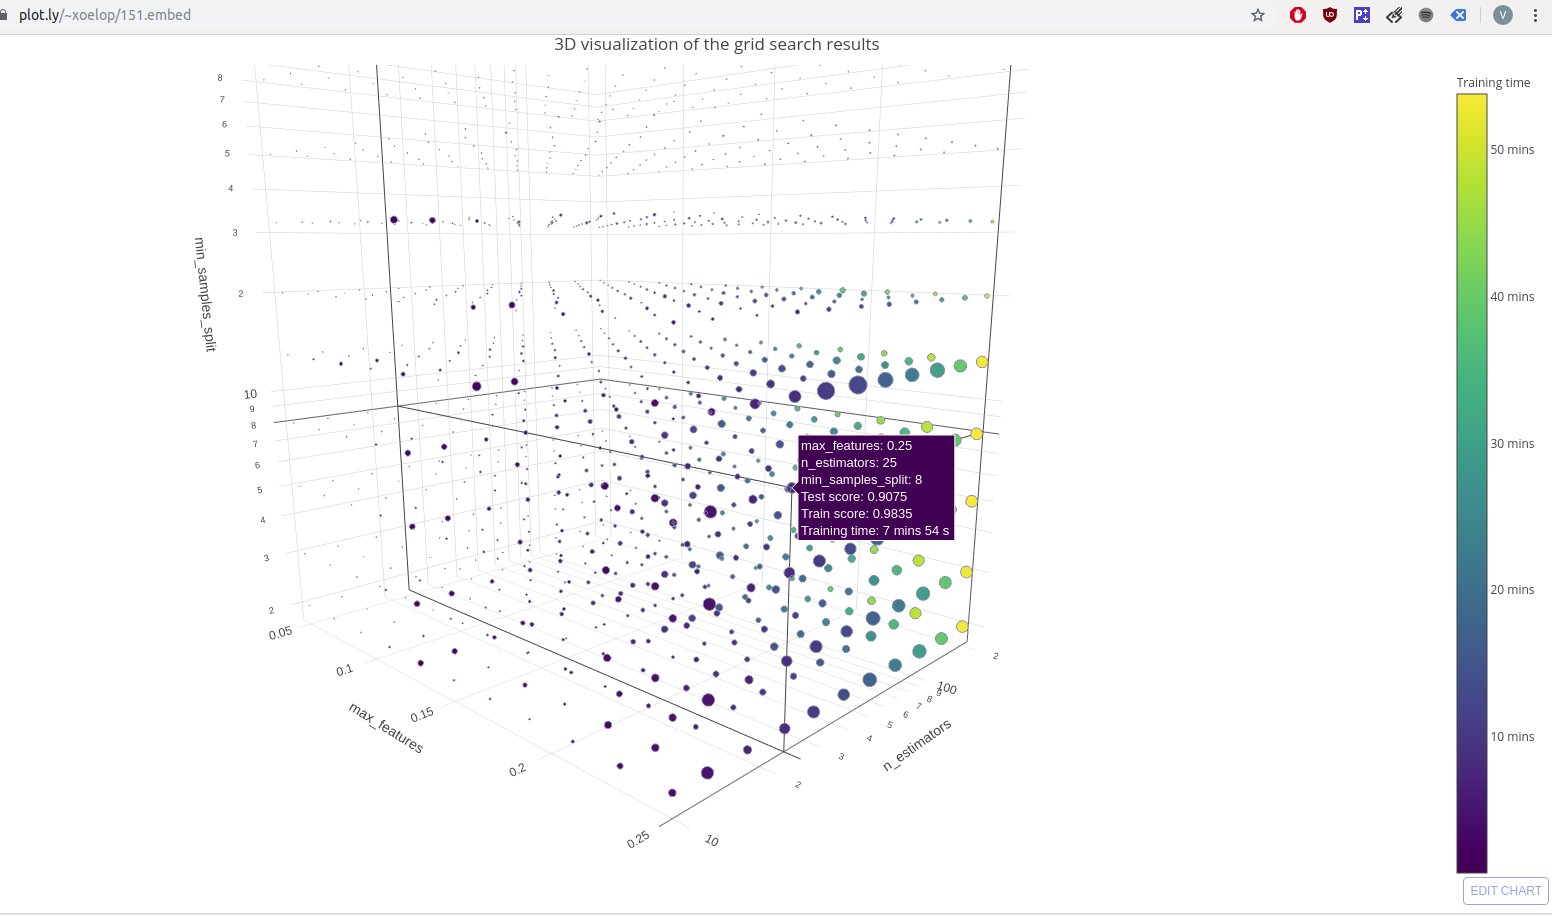 plot.ly/~xoelop/151.embed
V
3D visualization of the grid search results
Training time
50 mins
40 mins
30 mins
20 mins
10 mins
EDIT CHART
min_samples_split
8
7
6
5
4
3
2
10
9
8
7
6
5
4
3
2
max_features
0.05
0.1
0.15
0.2
0.25
n_estimators
10
2
3
4
5
6
7
8
9
100
2
max_features: 0.25
n_estimators: 25
min_samples_split: 8
Test score: 0.9075
Train score: 0.9835
Training time: 7 mins 54 s